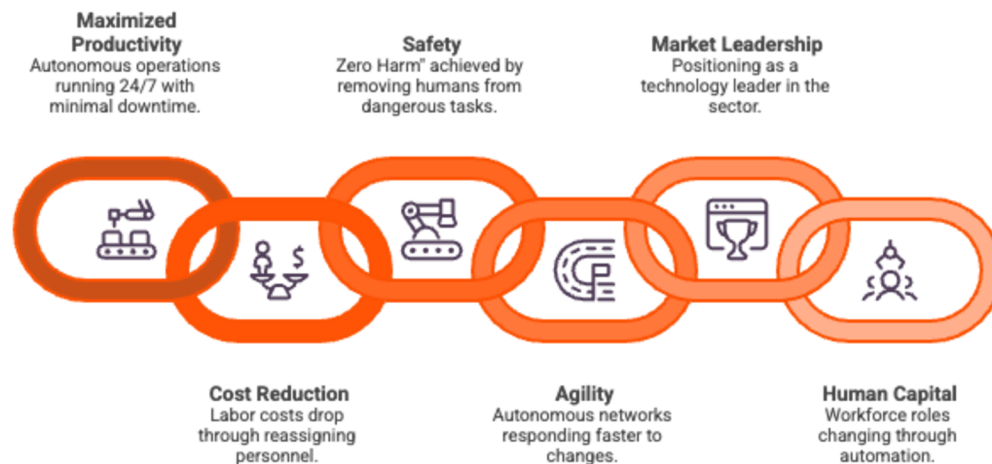 Maximized
Productivity
Autonomous operations
running 24/7 with
minimal downtime.
Safety
Zero Harm" achieved by
removing humans from
dangerous tasks.
Market Leadership
Positioning as a
technology leader in the
sector.
$
Cost Reduction
Labor costs drop
through reassigning
personnel.
Agility
Autonomous networks
responding faster to
changes.
Human Capital
Workforce roles
changing through
automation.